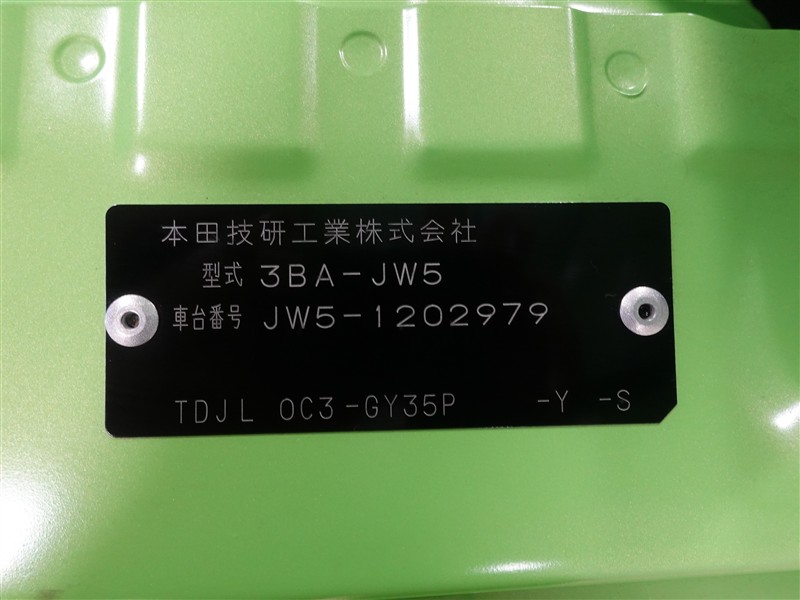 本田技研工業株式会社
型式 3BA-JW5
車台番号 JW5-1202979
TDJL 0C3-GY35P -Y -S